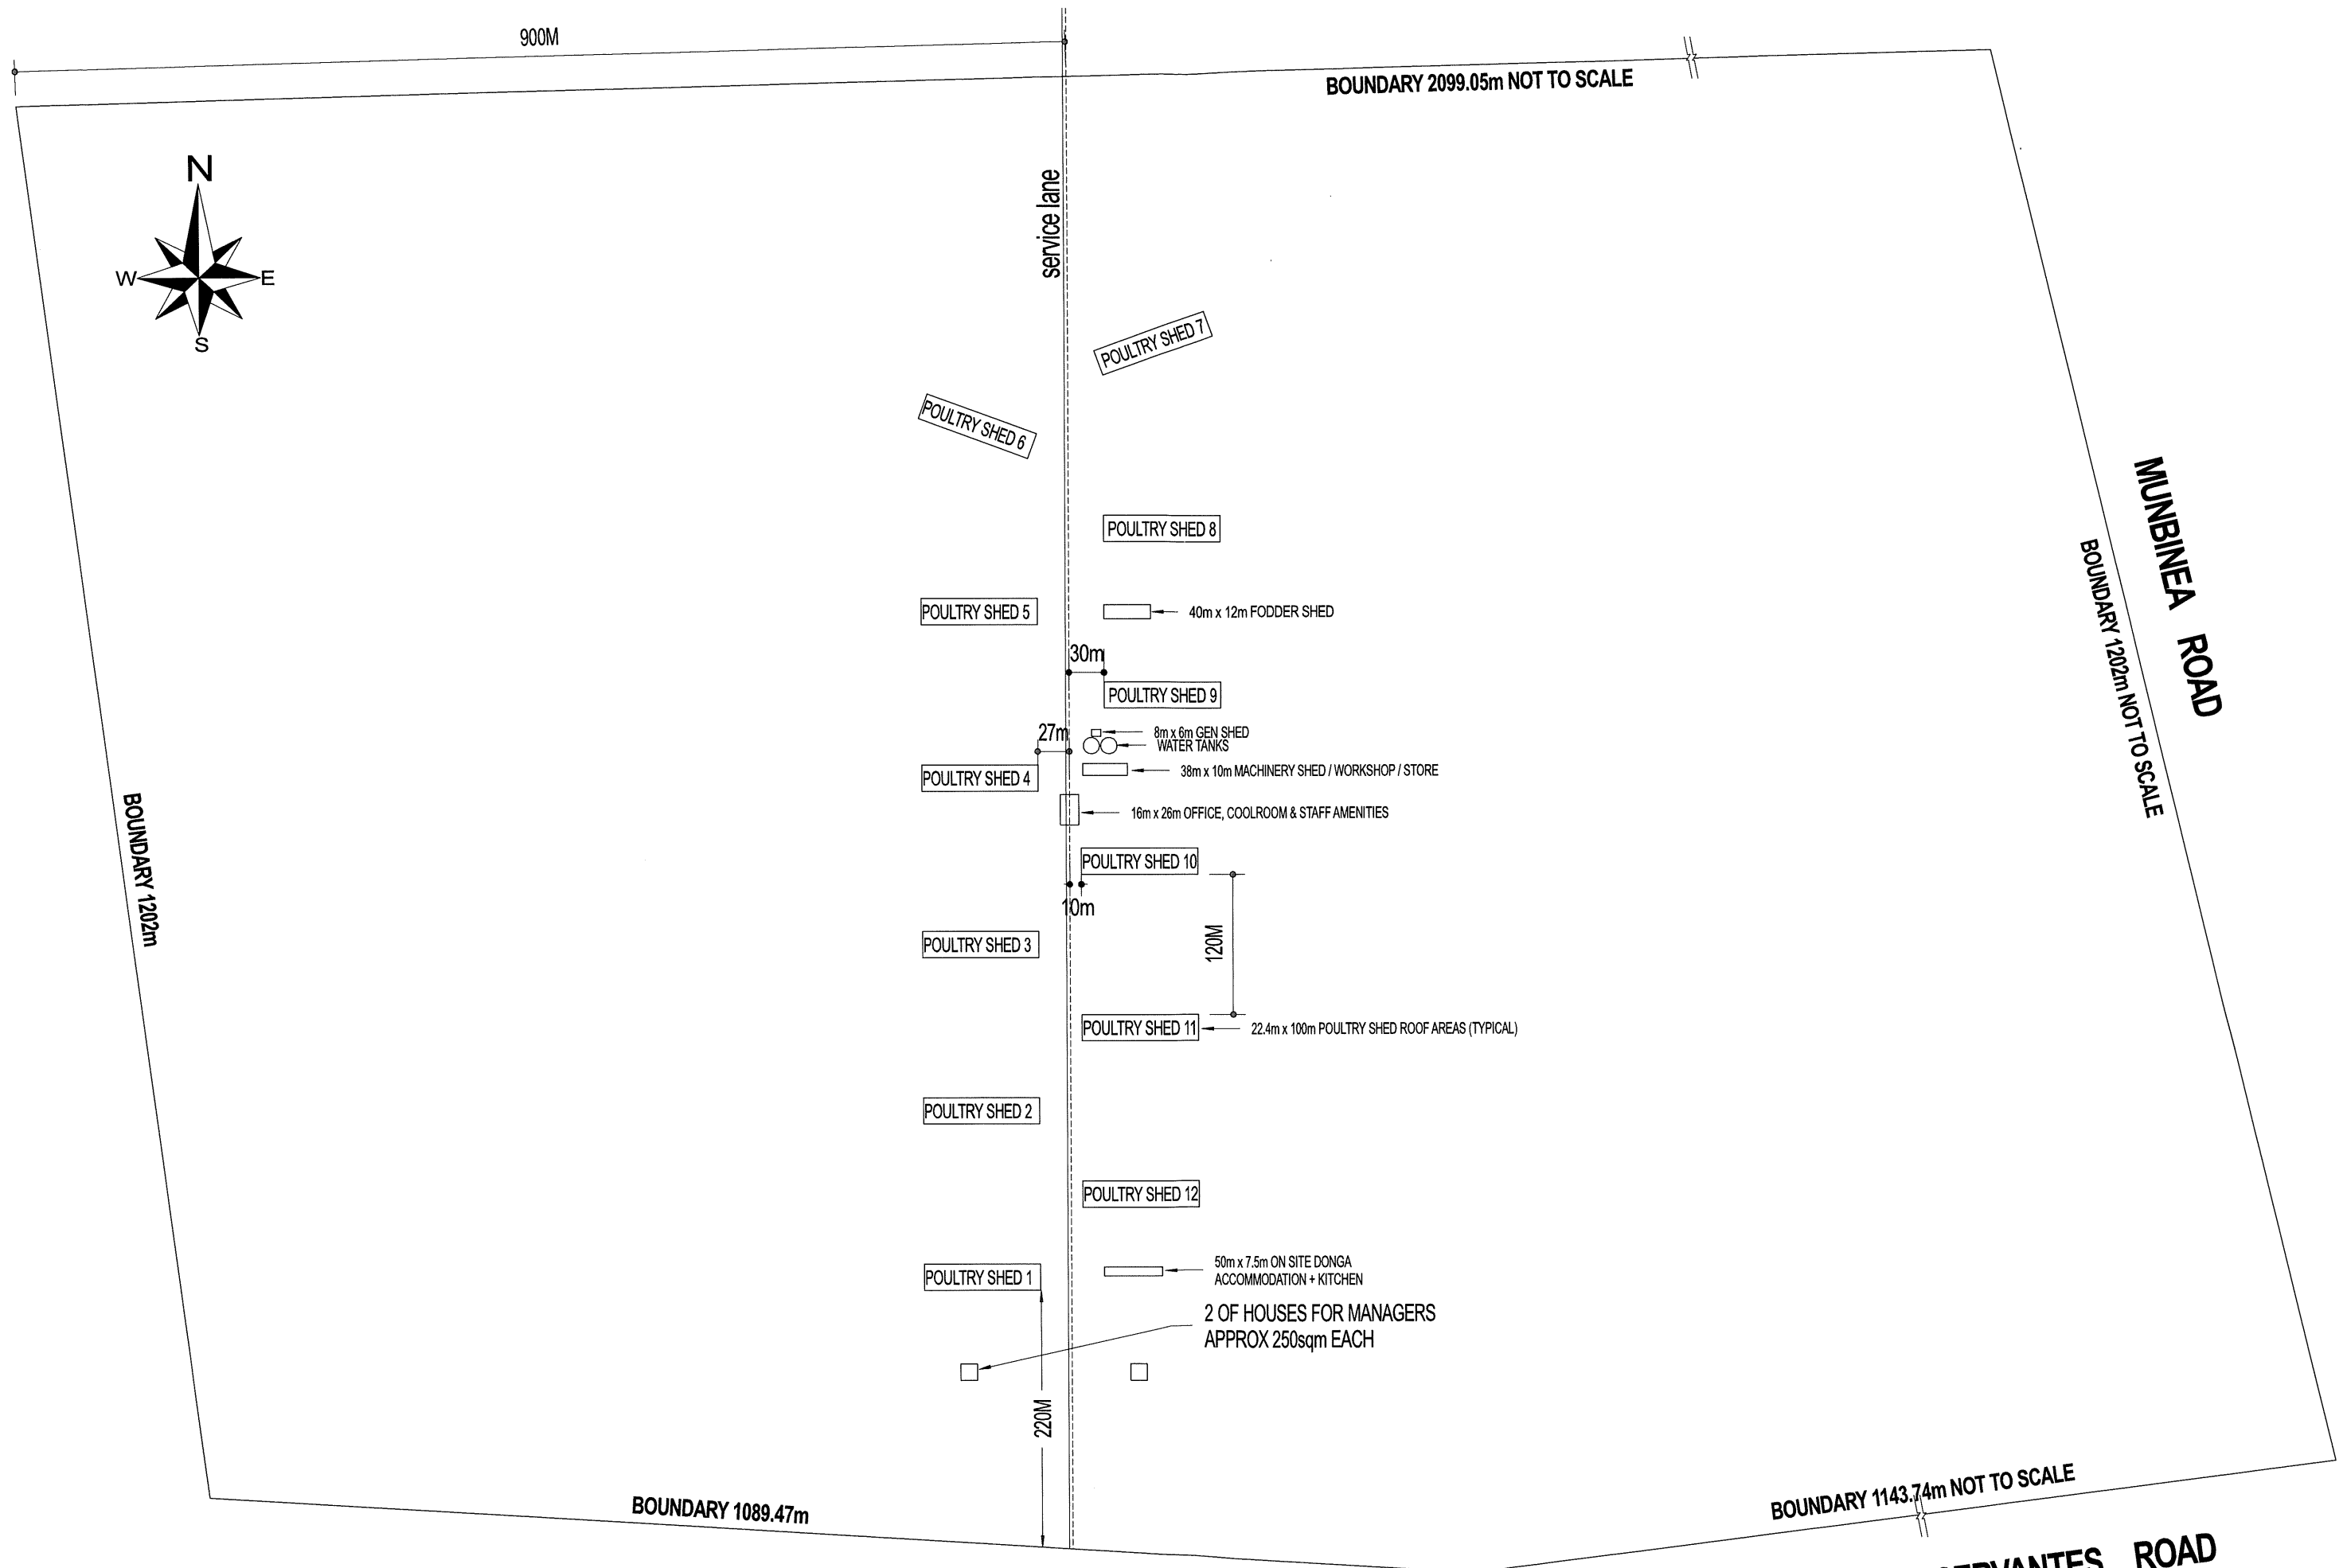 900M
BOUNDARY 2099.05m NOT TO SCALE
N
W
E
S
service lane
POULTRY SHED 7
POULTRY SHED 6
POULTRY SHED 8
MUNBINEA ROAD
BOUNDARY 1202m NOT TO SCALE
POULTRY SHED 5
40m x 12m FODDER SHED
30m
POULTRY SHED 9
27m
8m x 6m GEN SHED
WATER TANKS
POULTRY SHED 4
38m x 10m MACHINERY SHED / WORKSHOP / STORE
16m x 26m OFFICE, COOLROOM & STAFF AMENITIES
BOUNDARY 1202m
POULTRY SHED 10
10m
120M
POULTRY SHED 3
POULTRY SHED 11
22.4m x 100m POULTRY SHED ROOF AREAS (TYPICAL)
POULTRY SHED 2
POULTRY SHED 12
POULTRY SHED 1
50m x 7.5m ON SITE DONGA
ACCOMMODATION + KITCHEN
2 OF HOUSES FOR MANAGERS
APPROX 250sqm EACH
220M
BOUNDARY 1089.47m
BOUNDARY 1143.74m NOT TO SCALE
ROAD